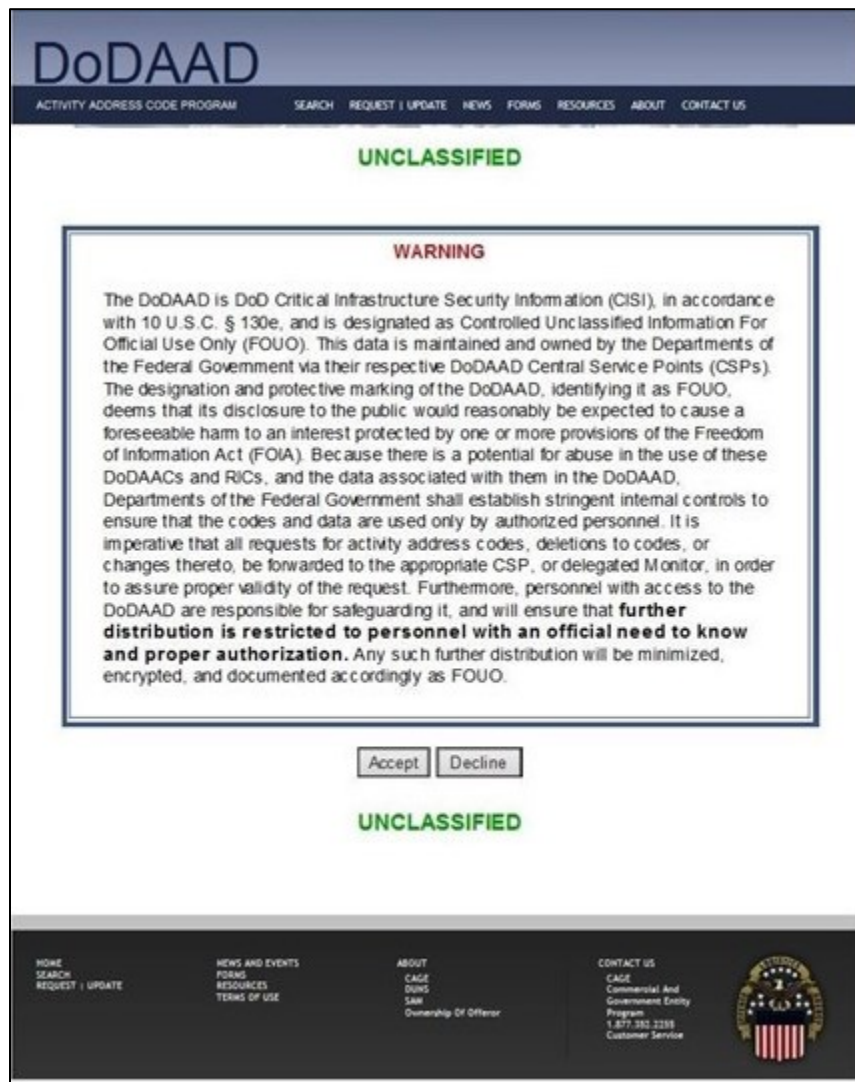 DoDAAD
ACTIVITY ADDRESS CODE PROGRAM SEARCH REQUEST | UPDATE NEWS FORMS RESOURCES ABOUT CONTACT US
UNCLASSIFIED
WARNING
The DoDAAD is DoD Critical Infrastructure Security Information (CISI), in accordance
with 10 U.S.C. § 130e, and is designated as Controlled Unclassified Information For
Official Use Only (FOUO). This data is maintained and owned by the Departments of
the Federal Government via their respective DoDAAD Central Service Points (CSPs).
The designation and protective marking of the DoDAAD, identifying it as FOUO,
deems that its disclosure to the public would reasonably be expected to cause a
foreseeable harm to an interest protected by one or more provisions of the Freedom
of Information Act (FOIA). Because there is a potential for abuse in the use of these
DoDAACs and RICs, and the data associated with them in the DoDAAD,
Departments of the Federal Government shall establish stringent internal controls to
ensure that the codes and data are used only by authorized personnel. It is
imperative that all requests for activity address codes, deletions to codes, or
changes thereto, be forwarded to the appropriate CSP, or delegated Monitor, in order
to assure proper validity of the request. Furthermore, personnel with access to the
DoDAAD are responsible for safeguarding it, and will ensure that further
distribution is restricted to personnel with an official need to know
and proper authorization. Any such further distribution will be minimized,
encrypted, and documented accordingly as FOUO.
Accept Decline
UNCLASSIFIED
HOME
SEARCH
REQUEST | UPDATE
NEWS AND EVENTS
FORMS
RESOURCES
TERMS OF USE
ABOUT
CAGE
DUNS
SAM
Ownership Of Offeror
CONTACT US
CAGE
Commercial And
Government Entity
Program
Customer Service